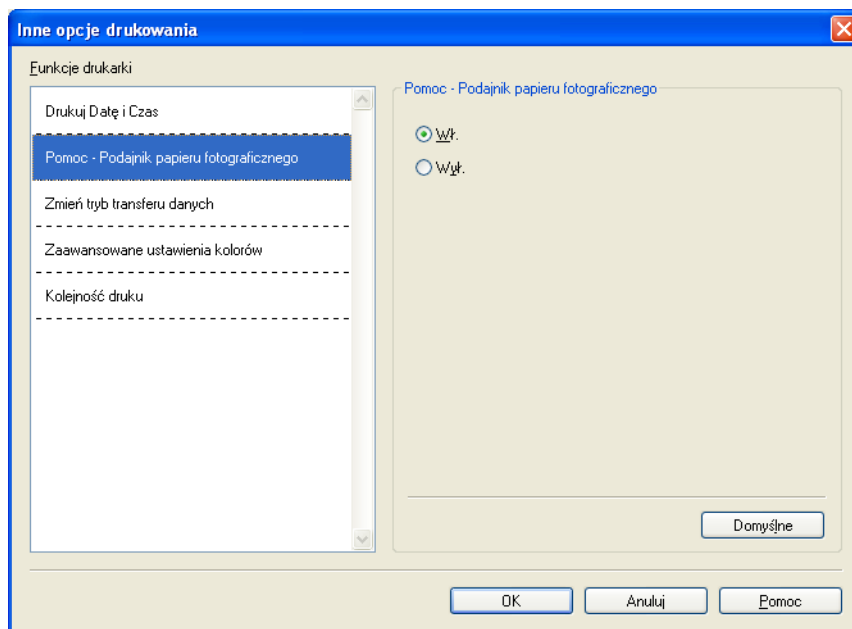 Inne opcje drukowania
Funkcje drukarki
Drukuj Datę i Czas
Pomoc - Podajnik papieru fotograficznego
Zmień tryb transferu danych
Zaawansowane ustawienia kolorów
Kolejność druku
Pomoc - Podajnik papieru fotograficznego
Wł.
Wył.
Domyślne
OK
Anuluj
Pomoc